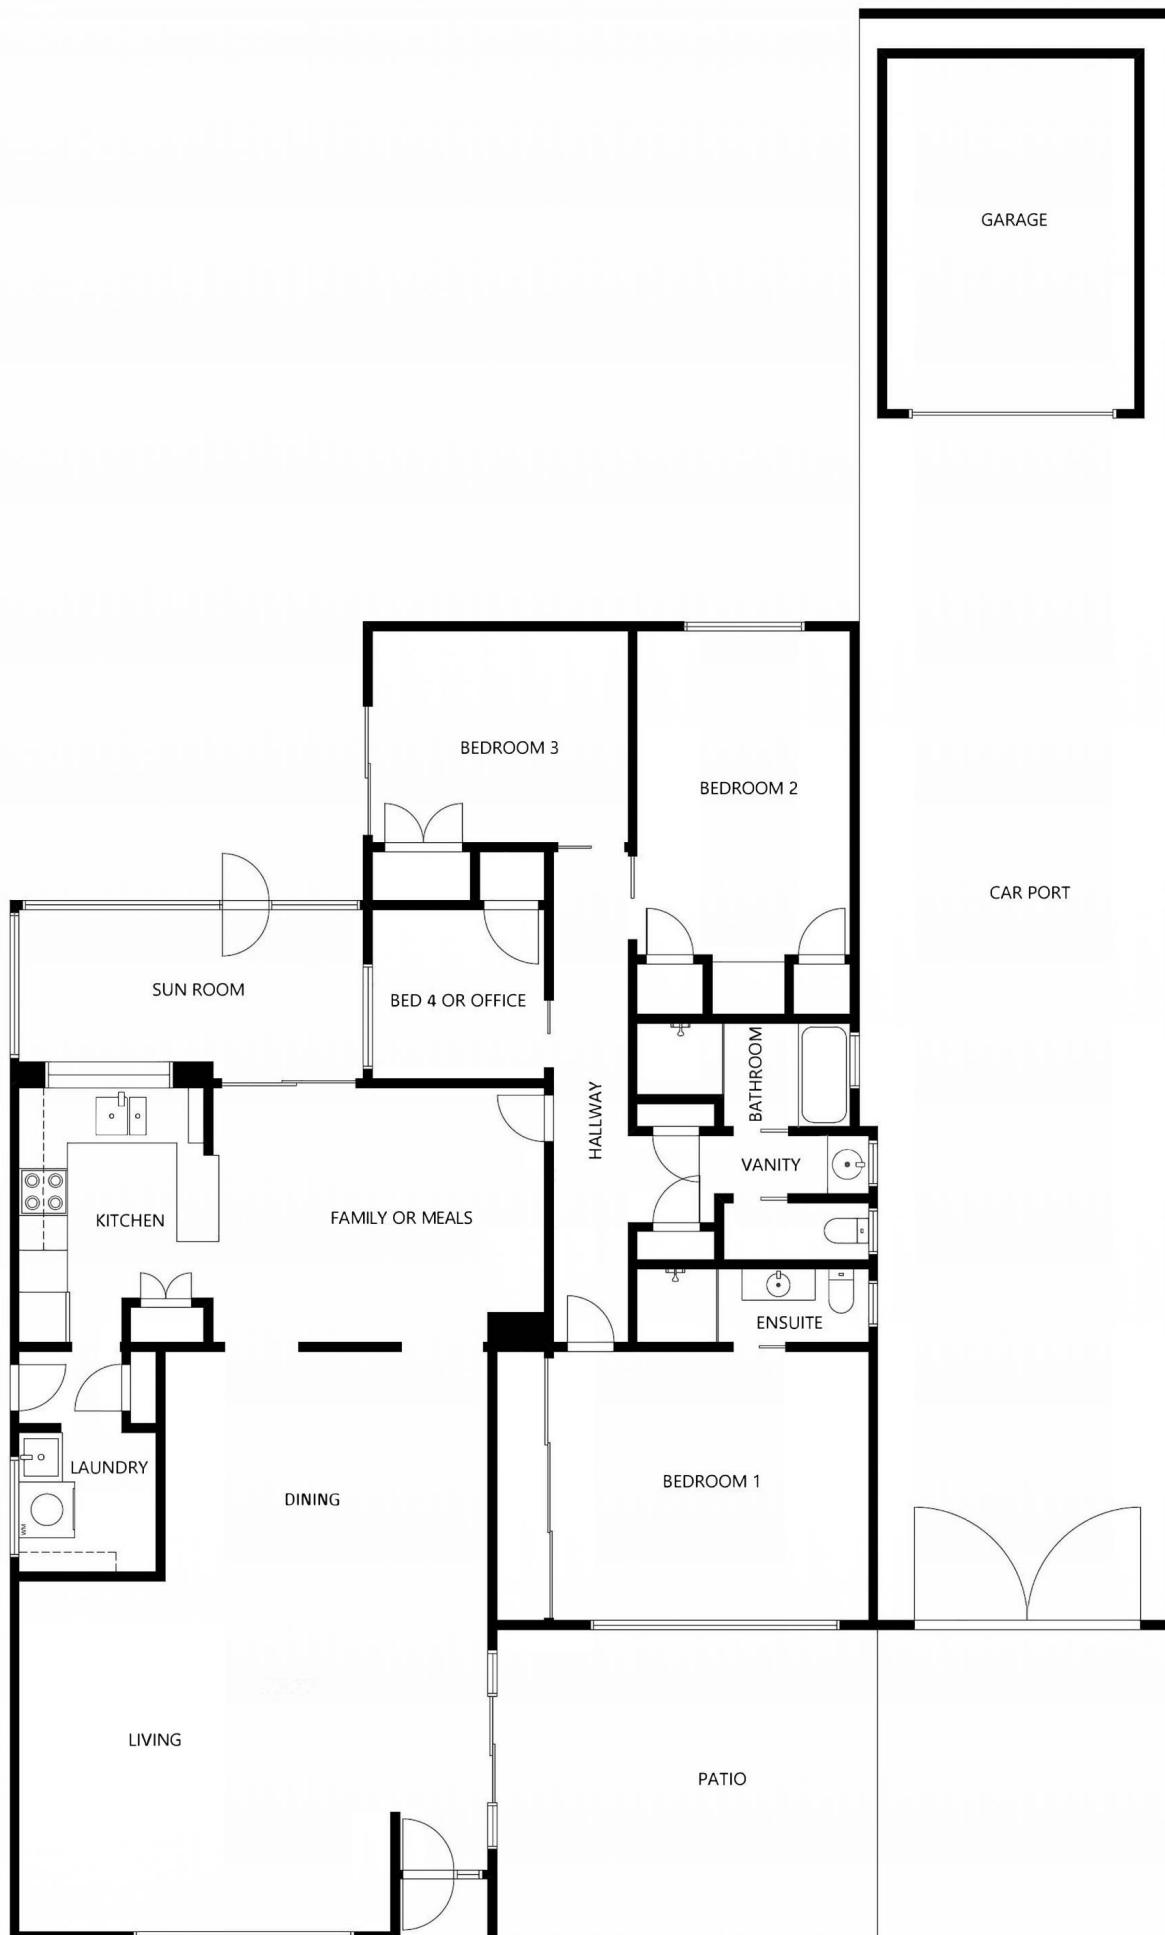 GARAGE
BEDROOM 3
BEDROOM 2
CAR PORT
SUN ROOM
BED 4 OR OFFICE
BATHROOM
HALLWAY
VANITY
KITCHEN
FAMILY OR MEALS
ENSUITE
LAUNDRY
BEDROOM 1
DINING
WM
LIVING
PATIO